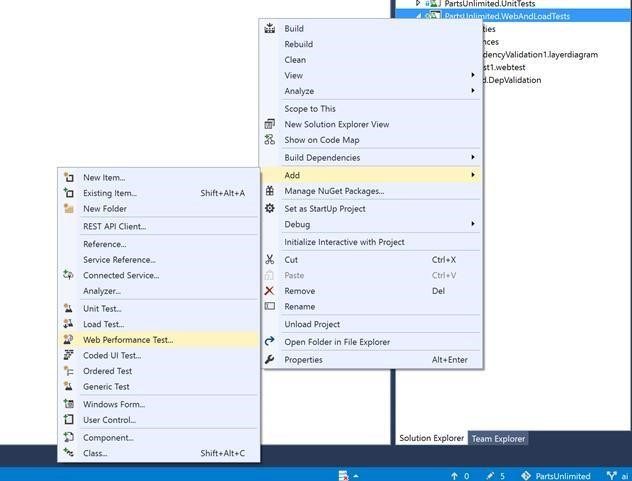 PartsUnlimited.UnitTests
PartsUnlimited.WebAndLoadTests
ties
nces
dencyValidation1.layerdiagram
st1.webtest
d.DepValidation
Build
Rebuild
Clean
View
Analyze
Scope to This
New Solution Explorer View
Show on Code Map
Build Dependencies
Add
Manage NuGet Packages...
Set as StartUp Project
Debug
Initialize Interactive with Project
Cut Ctrl+X
Paste Ctrl+V
Remove Del
Rename
Unload Project
Open Folder in File Explorer
Properties Alt+Enter
New Item...
Existing Item... Shift+Alt+A
New Folder
REST API Client...
Reference...
Service Reference...
Connected Service...
Analyzer...
Unit Test...
Load Test...
Web Performance Test...
Coded UI Test...
Ordered Test
Generic Test
Windows Form...
User Control...
Component...
Class... Shift+Alt+C
Solution Explorer Team Explorer
0 5 PartsUnlimited ai